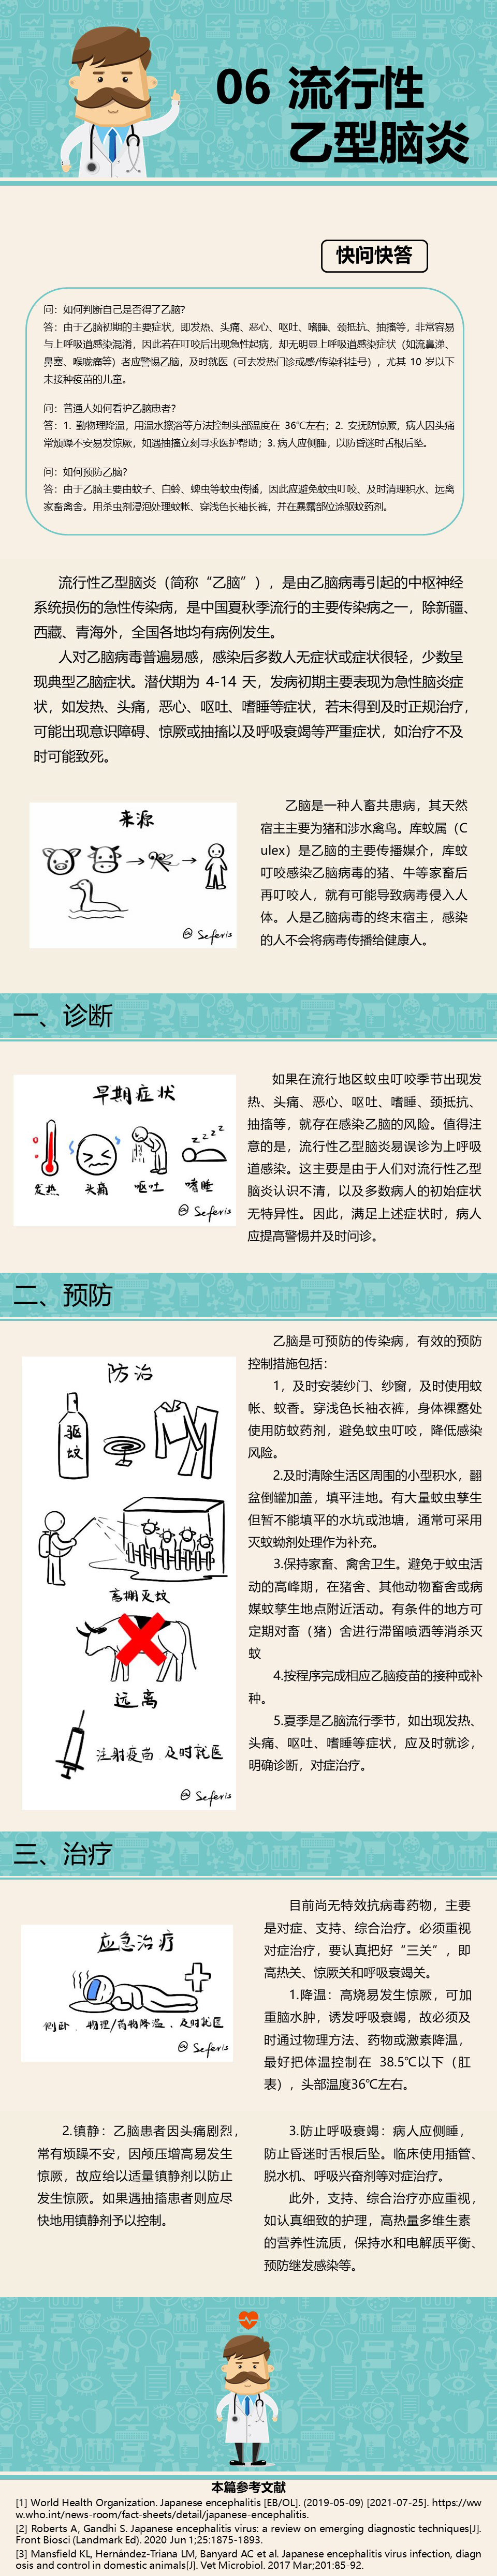 06 流行性
乙型脑炎
快问快答
问：如何判断自己是否得了乙脑?
答：由于乙脑初期的主要症状，即发热、头痛、恶心、呕吐、嗜睡、颈抵抗、抽搐等，非常容易
与上呼吸道感染混淆，因此若在叮咬后出现急性起病，却无明显上呼吸道感染症状（如流鼻涕、
鼻塞、喉咙痛等）者应警惕乙脑，及时就医（可去发热门诊或感/传染科挂号），尤其 10 岁以下
未接种疫苗的儿童。
问：普通人如何看护乙脑患者?
答：1. 勤物理降温，用温水擦浴等方法控制头部温度在 36℃左右；2. 安抚防惊厥，病人因头痛
常烦躁不安易发惊厥，如遇抽搐立刻寻求医护帮助；3. 病人应侧睡，以防昏迷时舌根后坠。
问：如何预防乙脑?
答：由于乙脑主要由蚊子、白蛉、蜱虫等蚊虫传播，因此应避免蚊虫叮咬、及时清理积水、远离
家畜禽舍。用杀虫剂浸泡处理蚊帐、穿浅色长袖长裤，并在暴露部位涂驱蚊药剂。
流行性乙型脑炎（简称“乙脑”），是由乙脑病毒引起的中枢神经
系统损伤的急性传染病，是中国夏秋季流行的主要传染病之一，除新疆、
西藏、青海外，全国各地均有病例发生。
人对乙脑病毒普遍易感，感染后多数人无症状或症状很轻，少数呈
现典型乙脑症状。潜伏期为 4-14 天，发病初期主要表现为急性脑炎症
状，如发热、头痛，恶心、呕吐、嗜睡等症状，若未得到及时正规治疗，
可能出现意识障碍、惊厥或抽搐以及呼吸衰竭等严重症状，如治疗不及
时可能致死。
来源
@ Seferis
乙脑是一种人畜共患病，其天然
宿主主要为猪和涉水禽鸟。库蚊属（C
ulex）是乙脑的主要传播媒介，库蚊
叮咬感染乙脑病毒的猪、牛等家畜后
再叮咬人，就有可能导致病毒侵入人
体。人是乙脑病毒的终末宿主，感染
的人不会将病毒传播给健康人。
一、诊断
早期症状
发热 头痛 呕吐 嗜睡
zzzz
@ Seferis
如果在流行地区蚊虫叮咬季节出现发
热、头痛、恶心、呕吐、嗜睡、颈抵抗、
抽搐等，就存在感染乙脑的风险。值得注
意的是，流行性乙型脑炎易误诊为上呼吸
道感染。这主要是由于人们对流行性乙型
脑炎认识不清，以及多数病人的初始症状
无特异性。因此，满足上述症状时，病人
应提高警惕并及时问诊。
二、预防
防治
驱
蚊
畜棚灭蚊
远离
注射疫苗 及时就医
@ Seferis
乙脑是可预防的传染病，有效的预防
控制措施包括：
1，及时安装纱门、纱窗，及时使用蚊
帐、蚊香。穿浅色长袖衣裤，身体裸露处
使用防蚊药剂，避免蚊虫叮咬，降低感染
风险。
2.及时清除生活区周围的小型积水，翻
盆倒罐加盖，填平洼地。有大量蚊虫孳生
但暂不能填平的水坑或池塘，通常可采用
灭蚊蚴剂处理作为补充。
3.保持家畜、禽舍卫生。避免于蚊虫活
动的高峰期，在猪舍、其他动物畜舍或病
媒蚊孳生地点附近活动。有条件的地方可
定期对畜（猪）舍进行滞留喷洒等消杀灭
蚊
4.按程序完成相应乙脑疫苗的接种或补
种。
5.夏季是乙脑流行季节，如出现发热、
头痛、呕吐、嗜睡等症状，应及时就诊，
明确诊断，对症治疗。
三、治疗
应急治疗
侧卧、物理/药物降温、及时就医
@ Seferis
目前尚无特效抗病毒药物，主要
是对症、支持、综合治疗。必须重视
对症治疗，要认真把好“三关”，即
高热关、惊厥关和呼吸衰竭关。
1.降温：高烧易发生惊厥，可加
重脑水肿，诱发呼吸衰竭，故必须及
时通过物理方法、药物或激素降温，
最好把体温控制在 38.5℃以下（肛
表），头部温度36℃左右。
2.镇静：乙脑患者因头痛剧烈，
常有烦躁不安，因颅压增高易发生
惊厥，故应给以适量镇静剂以防止
发生惊厥。如果遇抽搐患者则应尽
快地用镇静剂予以控制。
3.防止呼吸衰竭：病人应侧睡，
防止昏迷时舌根后坠。临床使用插管、
脱水机、呼吸兴奋剂等对症治疗。
此外，支持、综合治疗亦应重视，
如认真细致的护理，高热量多维生素
的营养性流质，保持水和电解质平衡、
预防继发感染等。
本篇参考文献
[1] World Health Organization. Japanese encephalitis [EB/OL]. (2019-05-09) [2021-07-25]. https://ww
w.who.int/news-room/fact-sheets/detail/japanese-encephalitis.
[2] Roberts A, Gandhi S. Japanese encephalitis virus: a review on emerging diagnostic techniques[J].
Front Biosci (Landmark Ed). 2020 Jun 1;25:1875-1893.
[3] Mansfield KL, Hernández-Triana LM, Banyard AC et al. Japanese encephalitis virus infection, diagn
osis and control in domestic animals[J]. Vet Microbiol. 2017 Mar;201:85-92.